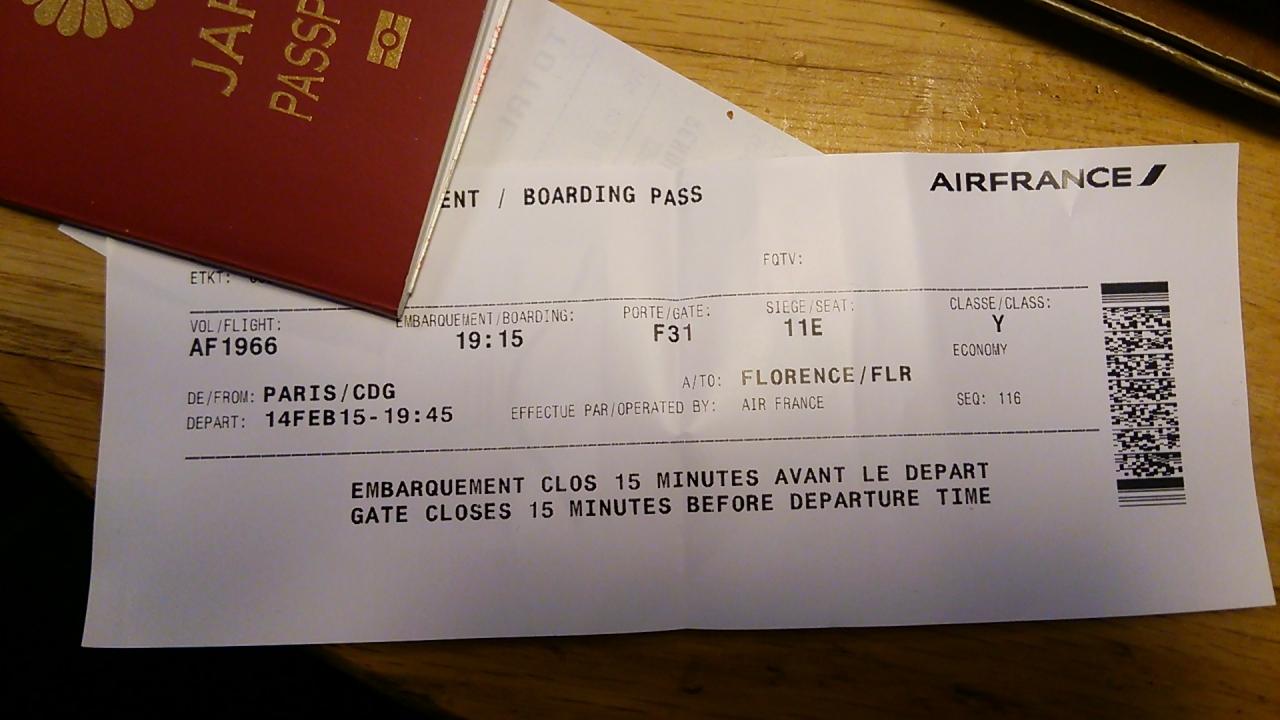 JAP
PASSP
ENT / BOARDING PASS
AIRFRANCE
FQTV:
ETKT:
VOL/FLIGHT:
AF1966
EMBARQUEMENT/BOARDING:
19:15
PORTE/GATE:
F31
SIEGE/SEAT:
11E
CLASSE/CLASS:
Y
ECONOMY
DE/FROM: PARIS/CDG
A/TO: FLORENCE/FLR
DEPART: 14FEB15-19:45
EFFECTUE PAR/OPERATED BY: AIR FRANCE
SEQ: 116
EMBARQUEMENT CLOS 15 MINUTES AVANT LE DEPART
GATE CLOSES 15 MINUTES BEFORE DEPARTURE TIME